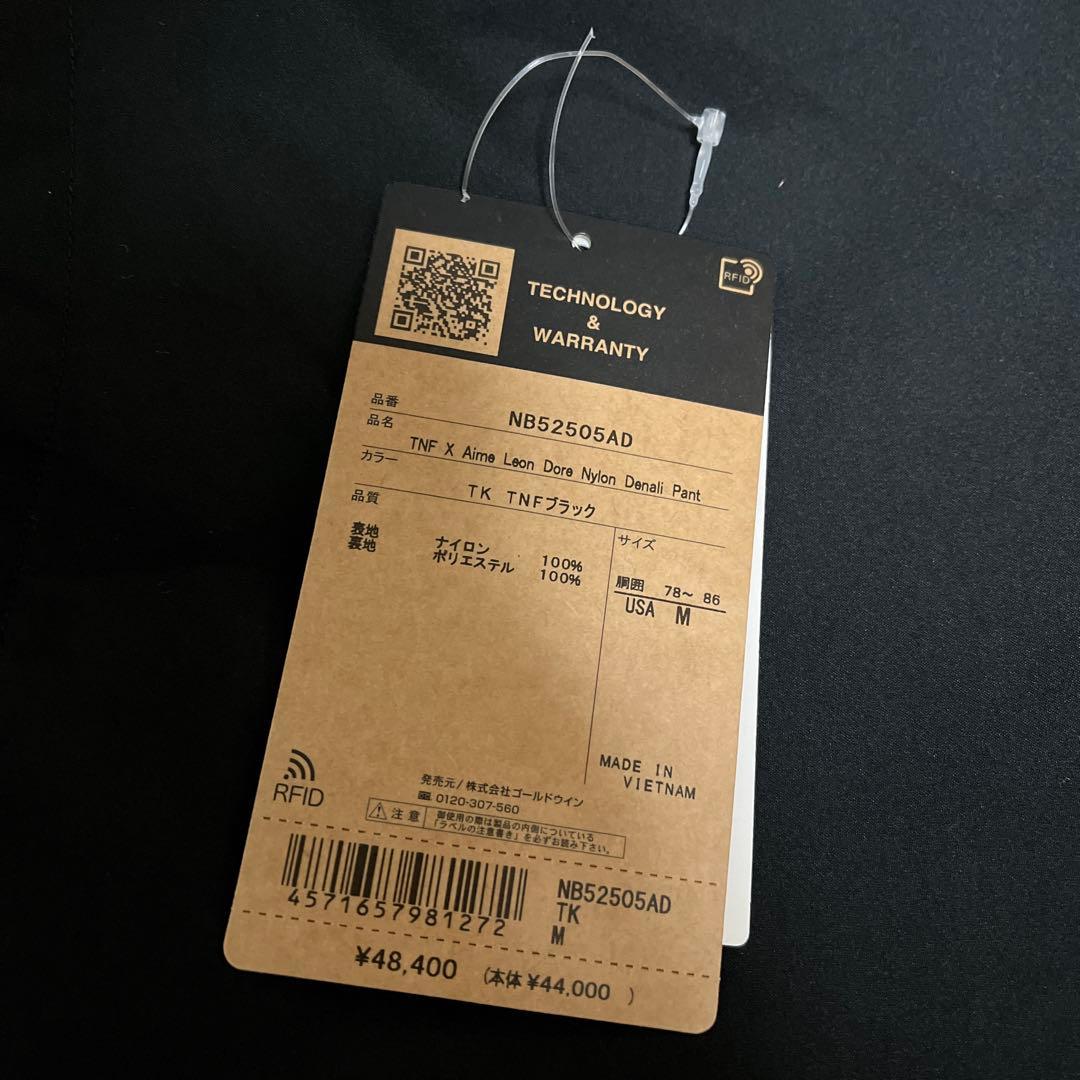 RFID
TECHNOLOGY
&
WARRANTY
品番 NB52505AD
品名 TNF X Aime Leon Dore Nylon Denali Pant
カラー TK TNFブラック
品質
サイズ
表地 ナイロン 100%
裏地 ポリエステル 100%
胴囲 78~ 86
USA M
MADE IN
VIETNAM
RFID
発売元/株式会社ゴールドウイン
0120-307-560
注意
御使用の際は製品の内側についている
「ラベルの注意書き」を必ずお読み下さい。
4571657981272
NB52505AD
TK
M
¥48,400 (本体¥44,000 )